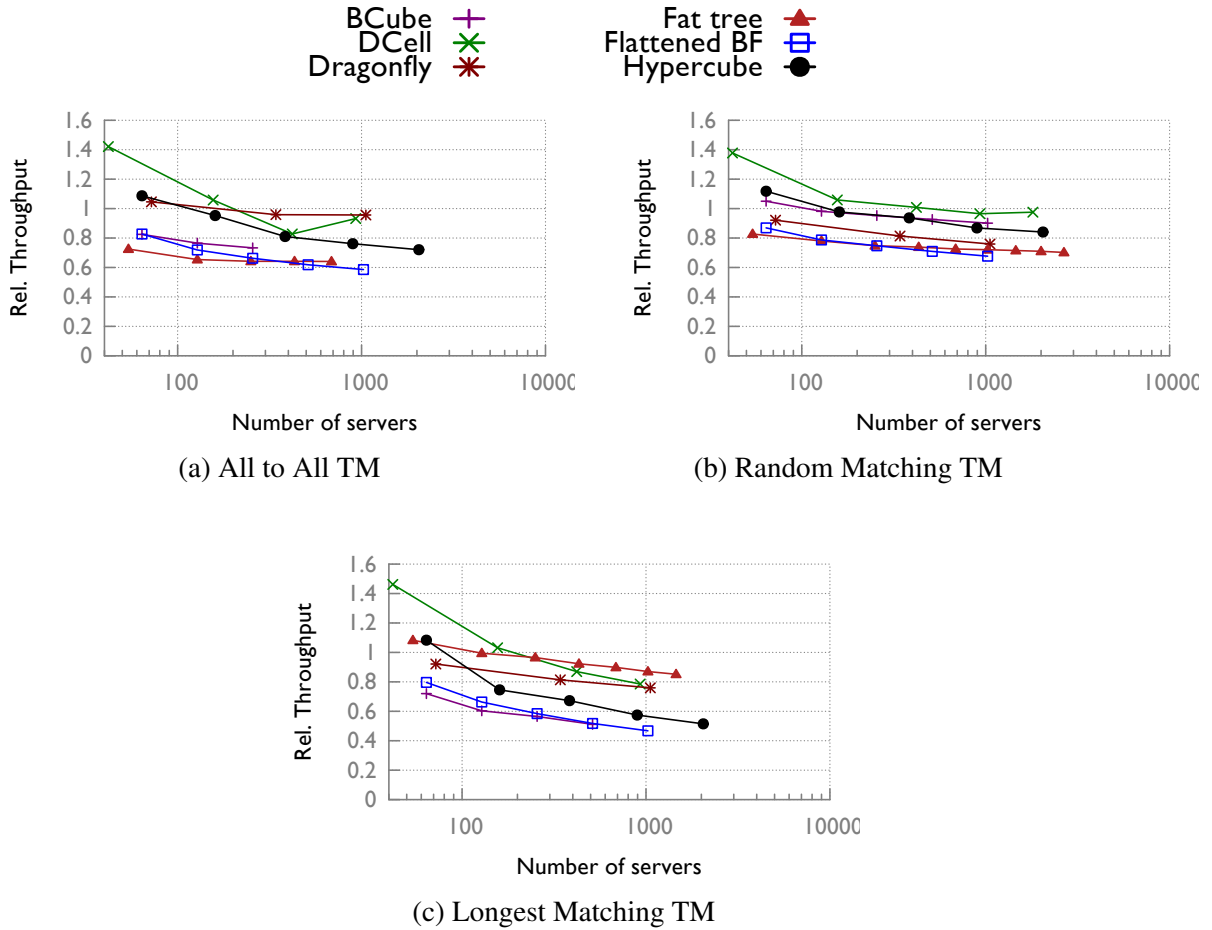 BCube
DCell
Dragonfly
Fat tree
Flattened BF
Hypercube
Rel. Throughput
1.6
1.4
1.2
1
0.8
0.6
0.4
0.2
0
100
1000
10000
Number of servers
(a) All to All TM
Rel. Throughput
1.6
1.4
1.2
1
0.8
0.6
0.4
0.2
0
100
1000
10000
Number of servers
(b) Random Matching TM
Rel. Throughput
1.6
1.4
1.2
1
0.8
0.6
0.4
0.2
0
100
1000
10000
Number of servers
(c) Longest Matching TM